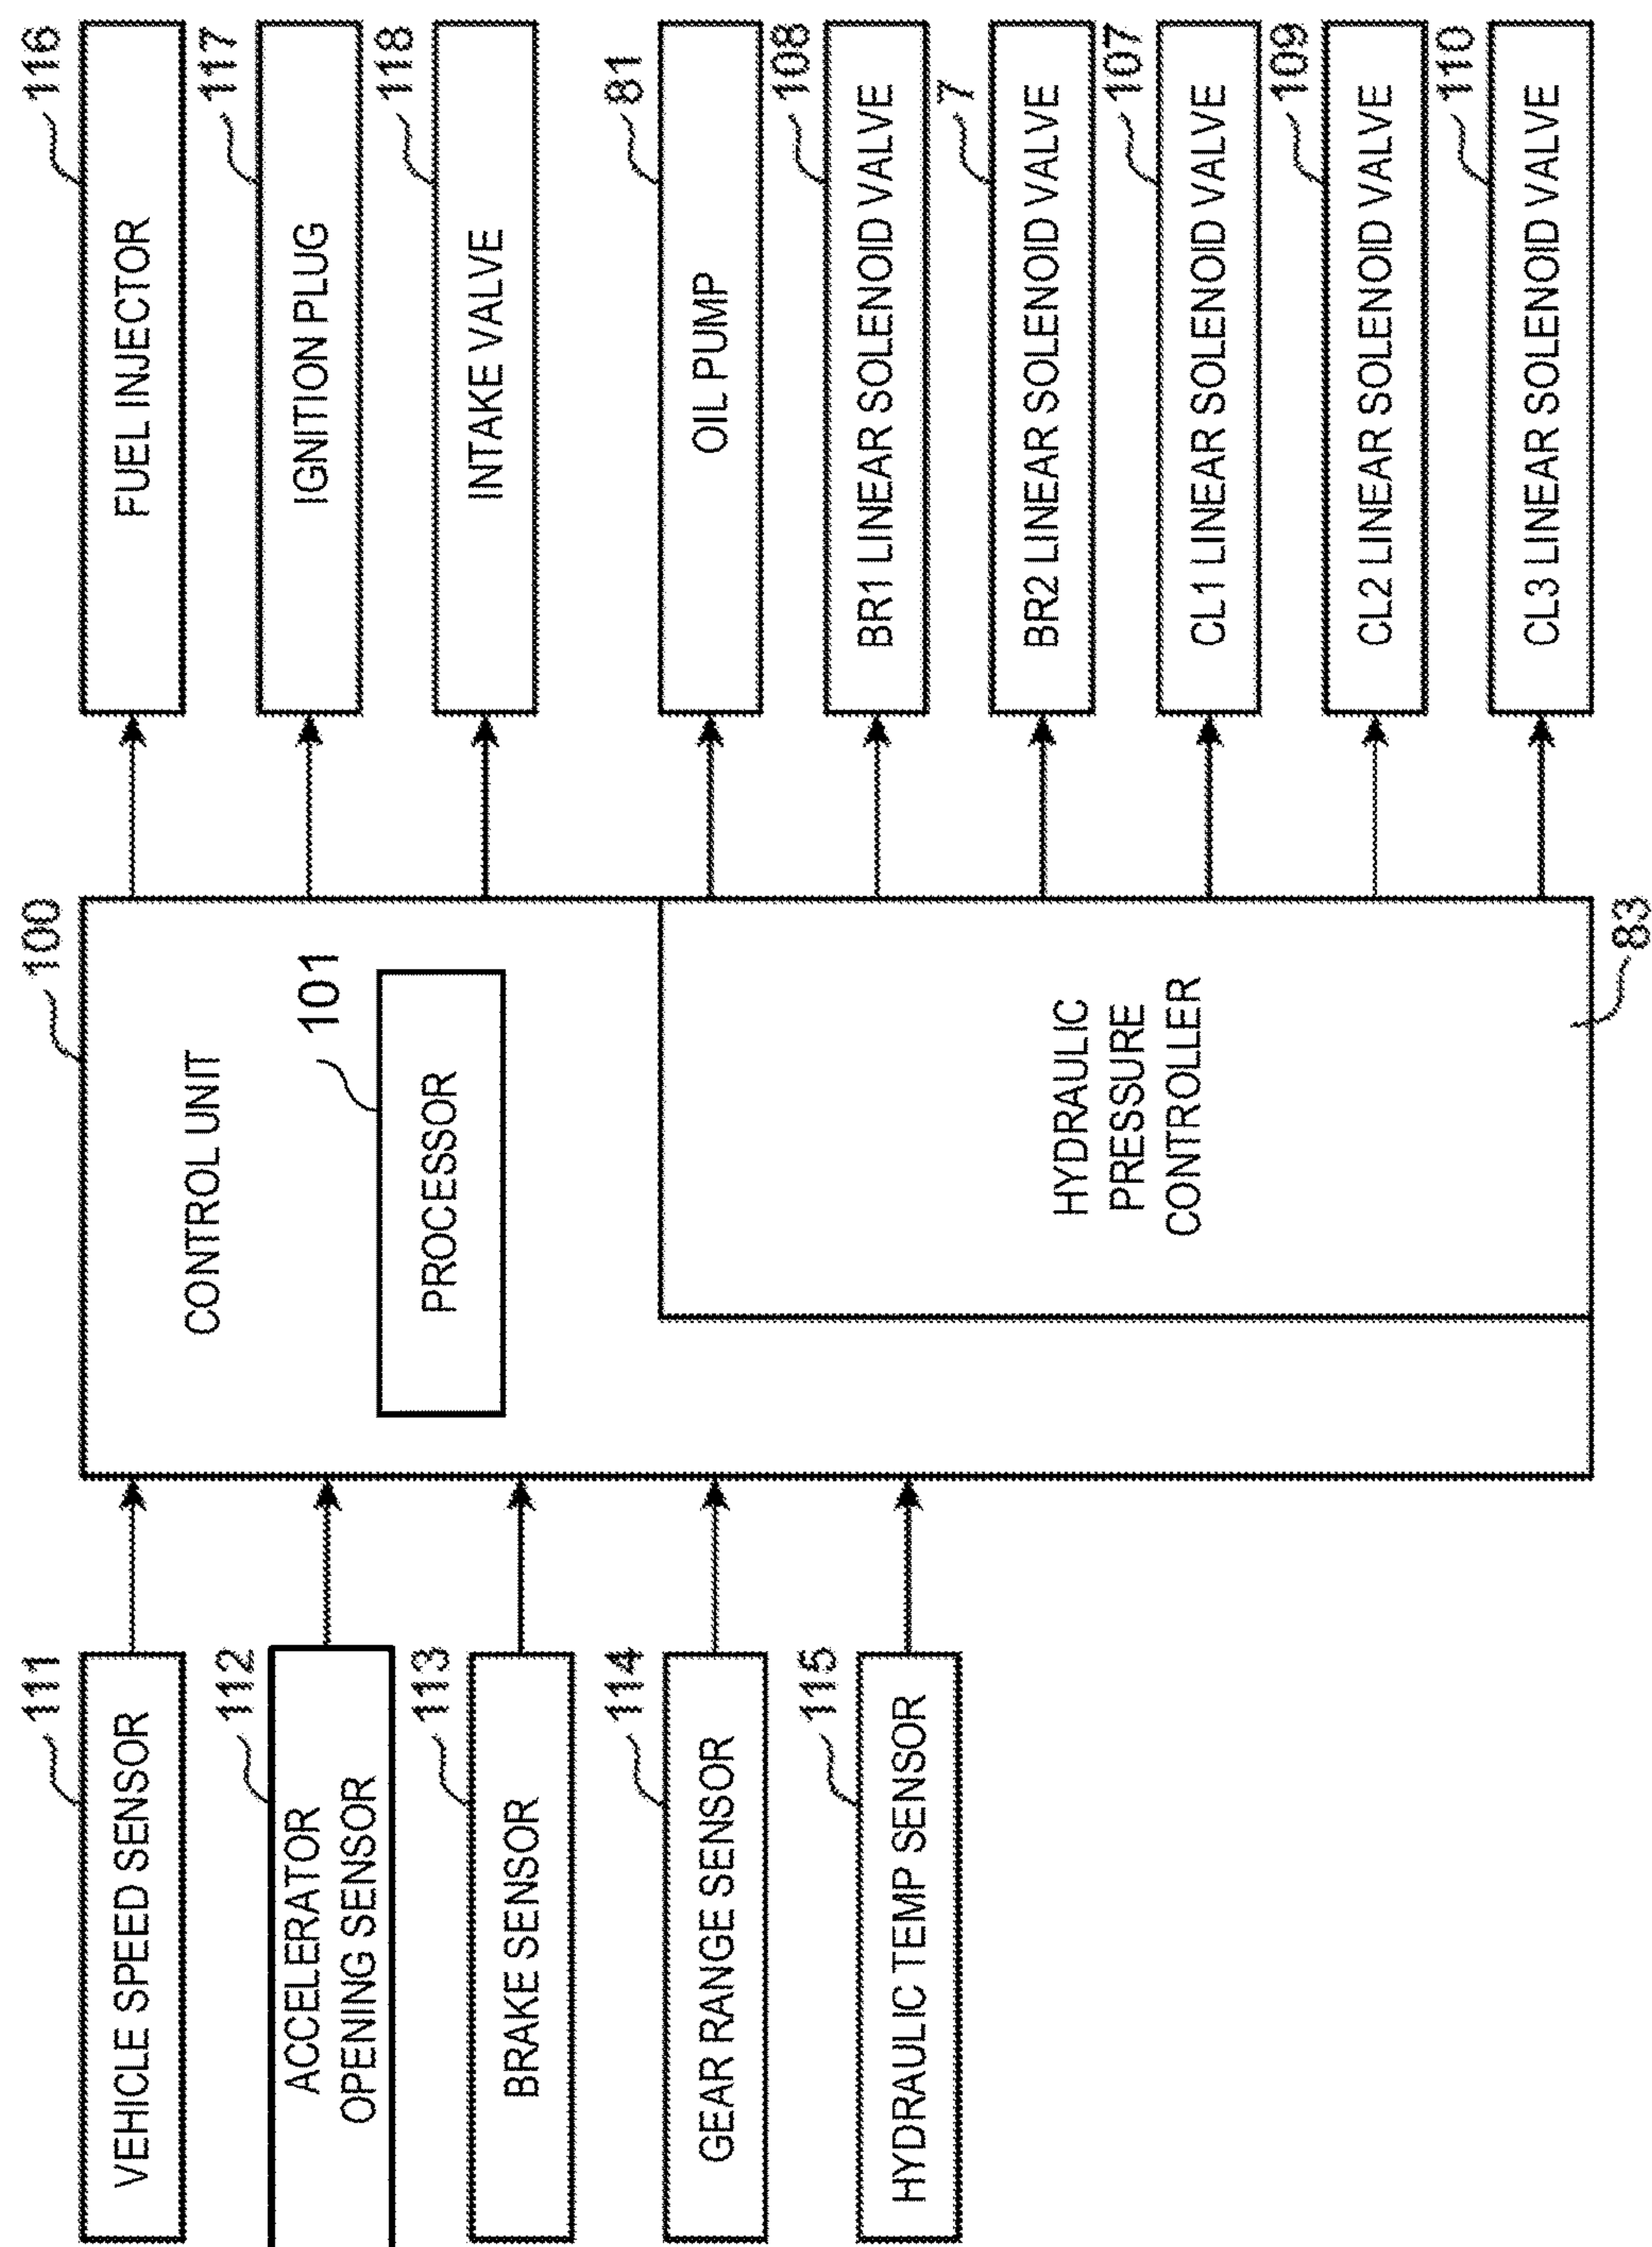 111
VEHICLE SPEED SENSOR
112
ACCELERATOR
OPENING SENSOR
113
BRAKE SENSOR
114
GEAR RANGE SENSOR
115
HYDRAULIC TEMP SENSOR
100
CONTROL UNIT
101
PROCESSOR
HYDRAULIC
PRESSURE
CONTROLLER
83
116
FUEL INJECTOR
117
IGNITION PLUG
118
INTAKE VALVE
81
OIL PUMP
108
BR1 LINEAR SOLENOID VALVE
7
BR2 LINEAR SOLENOID VALVE
107
CL1 LINEAR SOLENOID VALVE
109
CL2 LINEAR SOLENOID VALVE
110
CL3 LINEAR SOLENOID VALVE